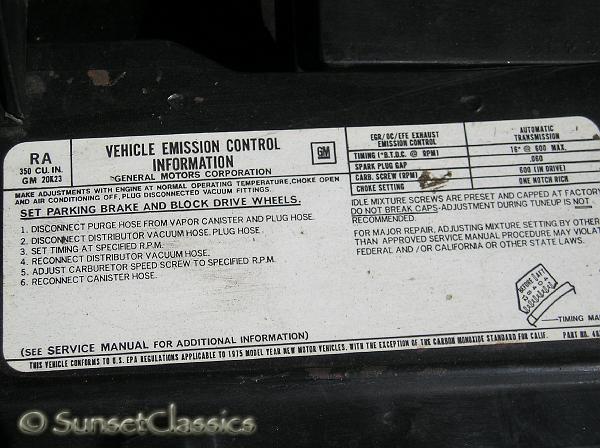 RA
350 CU. IN.
GM 20K23
VEHICLE EMISSION CONTROL
INFORMATION
GENERAL MOTORS CORPORATION
GM
EGR/OC/EFE EXHAUST
EMISSION CONTROL
AUTOMATIC
TRANSMISSION
TIMING (°B.T.D.C. @ RPM)
16° @ 600 MAX.
SPARK PLUG GAP
.060
CARB. SCREW (RPM)
600 (IN DRIVE)
CHOKE SETTING
ONE NOTCH RICH
MAKE ADJUSTMENTS WITH ENGINE AT NORMAL OPERATING TEMPERATURE, CHOKE OPEN
AND AIR CONDITIONING OFF, PLUG DISCONNECTED VACUUM FITTINGS.
SET PARKING BRAKE AND BLOCK DRIVE WHEELS.
1. DISCONNECT PURGE HOSE FROM VAPOR CANISTER AND PLUG HOSE.
2. DISCONNECT DISTRIBUTOR VACUUM HOSE. PLUG HOSE.
3. SET TIMING AT SPECIFIED R.P.M.
4. RECONNECT DISTRIBUTOR VACUUM HOSE.
5. ADJUST CARBURETOR SPEED SCREW TO SPECIFIED R.P.M.
6. RECONNECT CANISTER HOSE.
IDLE MIXTURE SCREWS ARE PRESET AND CAPPED AT FACTORY
DO NOT BREAK CAPS-ADJUSTMENT DURING TUNEUP IS NOT
RECOMMENDED.
FOR MAJOR REPAIR, ADJUSTING MIXTURE SETTING BY OTHER
THAN APPROVED SERVICE MANUAL PROCEDURE MAY VIOLAT
FEDERAL AND /OR CALIFORNIA OR OTHER STATE LAWS.
TIMING MA
(SEE SERVICE MANUAL FOR ADDITIONAL INFORMATION)
THIS VEHICLE CONFORMS TO U.S. EPA REGULATIONS APPLICABLE TO 1975 MODEL YEAR NEW MOTOR VEHICLES. WITH THE EXCEPTION OF THE CARBON MONOXIDE STANDARD FOR CALIF.
PART NO.
© SunsetClassics